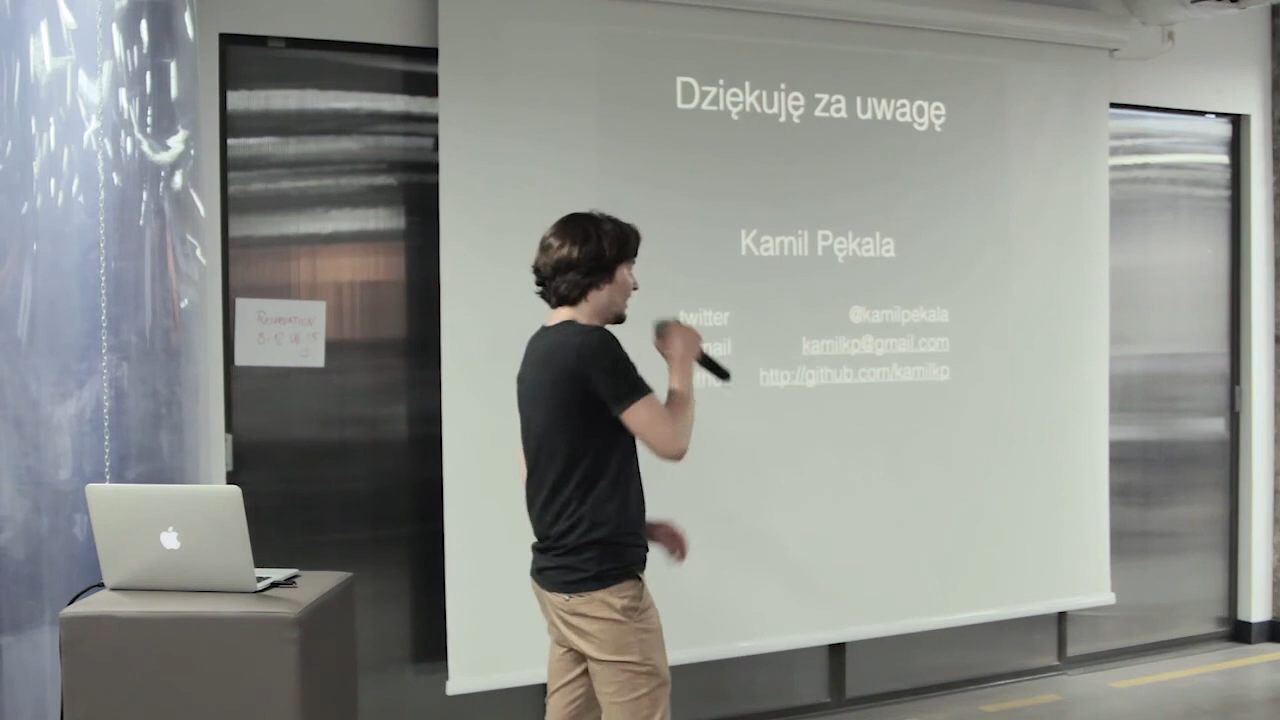 Dziękuję za uwagę
Kamil Pękala
twitter @kamilpekala
kamilkp@gmail.com
http://github.com/kamilkp